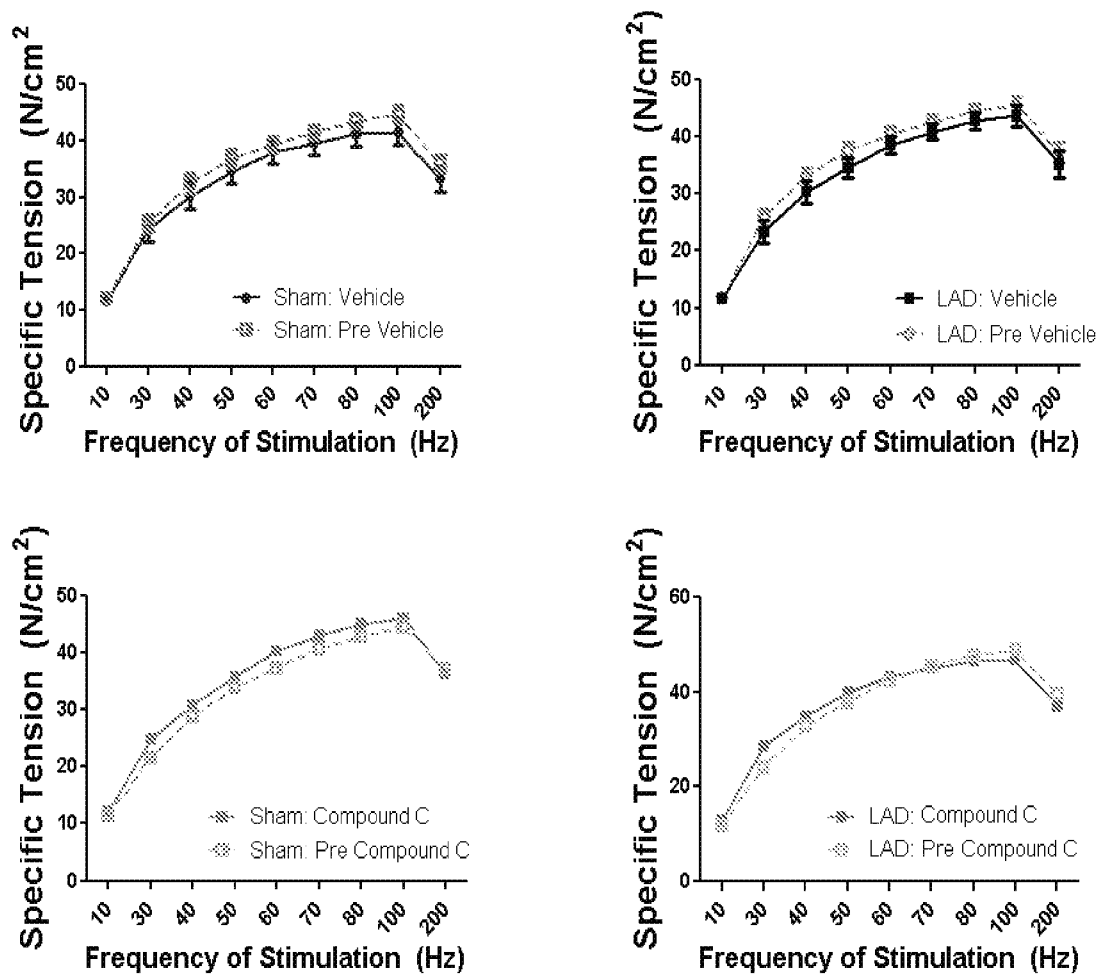 Specific Tension (N/cm²)
50
40
30
20
10
0
Sham: Vehicle
Sham: Pre Vehicle
10 30 40 50 60 70 80 100 200
Frequency of Stimulation (Hz)
Specific Tension (N/cm²)
50
40
30
20
10
0
LAD: Vehicle
LAD: Pre Vehicle
10 30 40 50 60 70 80 100 200
Frequency of Stimulation (Hz)
Specific Tension (N/cm²)
50
40
30
20
10
0
Sham: Compound C
Sham: Pre Compound C
10 30 40 50 60 70 80 100 200
Frequency of Stimulation (Hz)
Specific Tension (N/cm²)
60
40
20
0
LAD: Compound C
LAD: Pre Compound C
10 30 40 50 60 70 80 100 200
Frequency of Stimulation (Hz)